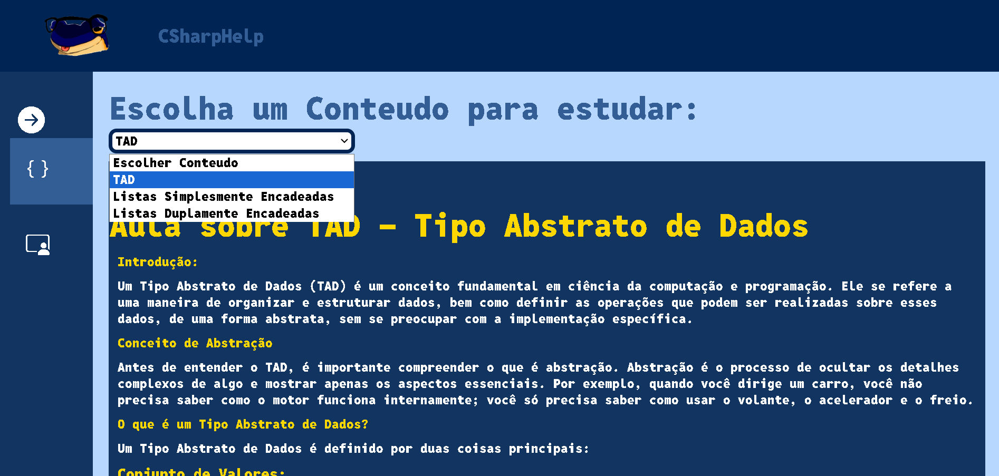 CSharpHelp
Escolha um Conteudo para estudar:
TAD
Escolher Conteudo
TAD
Listas Simplesmente Encadeadas
Listas Duplamente Encadeadas
Aula sobre TAD - Tipo Abstrato de Dados
{ }
Introdução:
Um Tipo Abstrato de Dados (TAD) é um conceito fundamental em ciência da computação e programação. Ele se refere a
uma maneira de organizar e estruturar dados, bem como definir as operações que podem ser realizadas sobre esses
dados, de uma forma abstrata, sem se preocupar com a implementação específica.
Conceito de Abstração
Antes de entender o TAD, é importante compreender o que é abstração. Abstração é o processo de ocultar os detalhes
complexos de algo e mostrar apenas os aspectos essenciais. Por exemplo, quando você dirige um carro, você não
precisa saber como o motor funciona internamente; você só precisa saber como usar o volante, o acelerador e o freio.
O que é um Tipo Abstrato de Dados?
Um Tipo Abstrato de Dados é definido por duas coisas principais:
Conjunto de Valores: